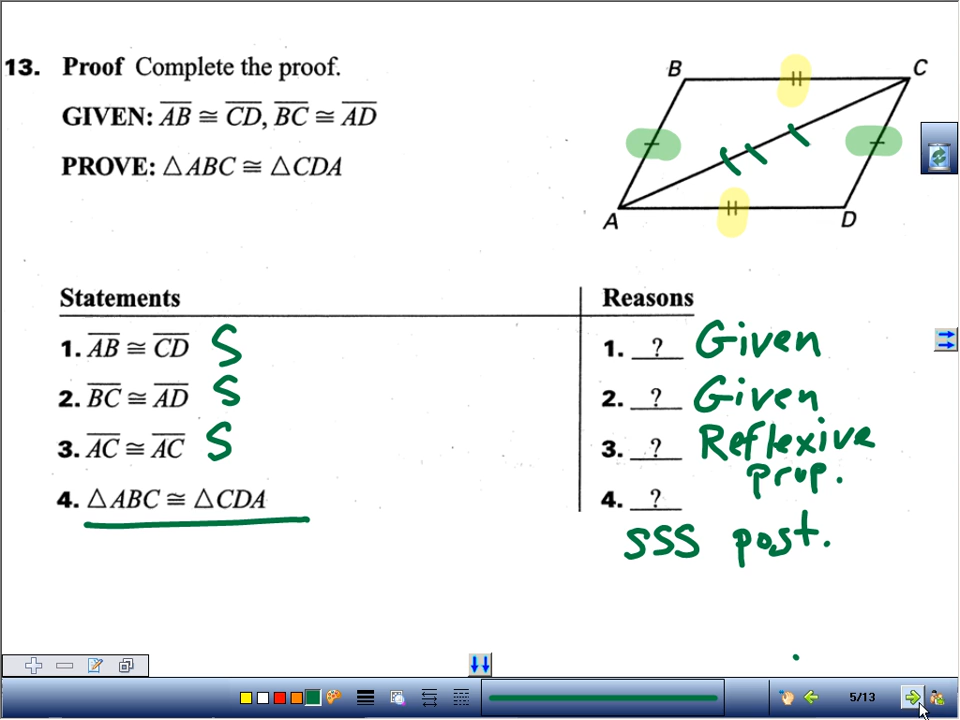 13. Proof Complete the proof.
GIVEN: AB ≅ CD, BC ≅ AD
PROVE: △ABC ≅ △CDA
B
C
A
D
Statements
Reasons
1. AB ≅ CD S
1. ? Given
2. BC ≅ AD S
2. ? Given
3. AC ≅ AC S
3. ? Reflexive
prop.
4. △ABC ≅ △CDA
4. ?
SSS post.
5/13